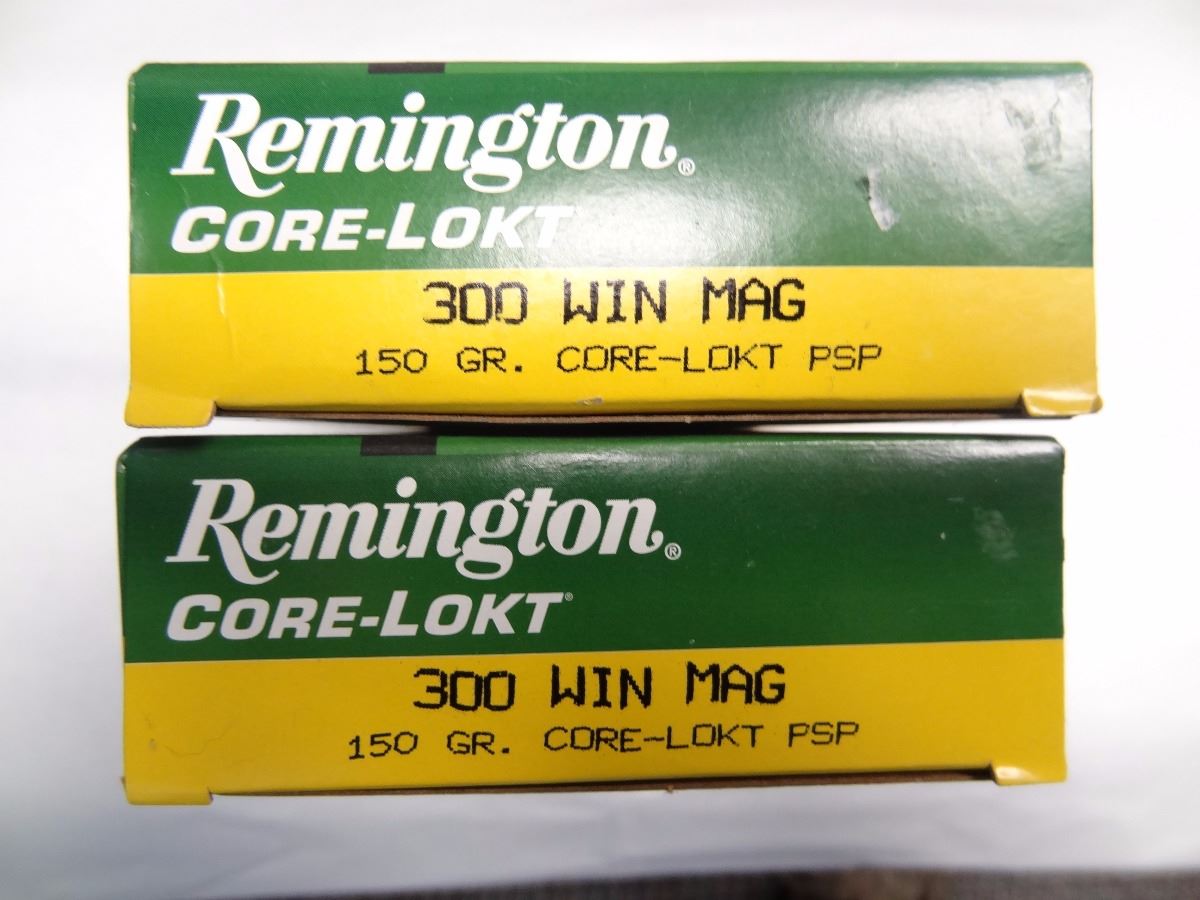 Remington®
CORE-LOKT
300 WIN MAG
150 GR. CORE-LOKT PSP
Remington®
CORE-LOKT®
300 WIN MAG
150 GR. CORE-LOKT PSP